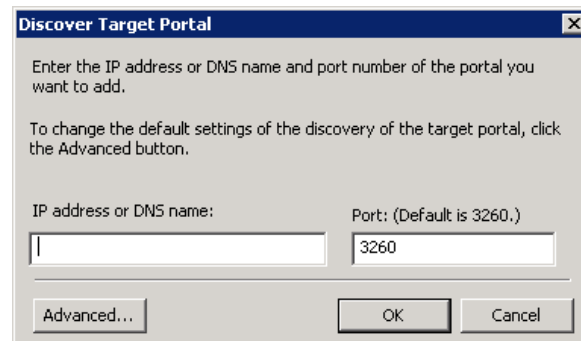 Discover Target Portal
Enter the IP address or DNS name and port number of the portal you
want to add.
To change the default settings of the discovery of the target portal, click
the Advanced button.
IP address or DNS name:
Port: (Default is 3260.)
3260
Advanced...
OK
Cancel